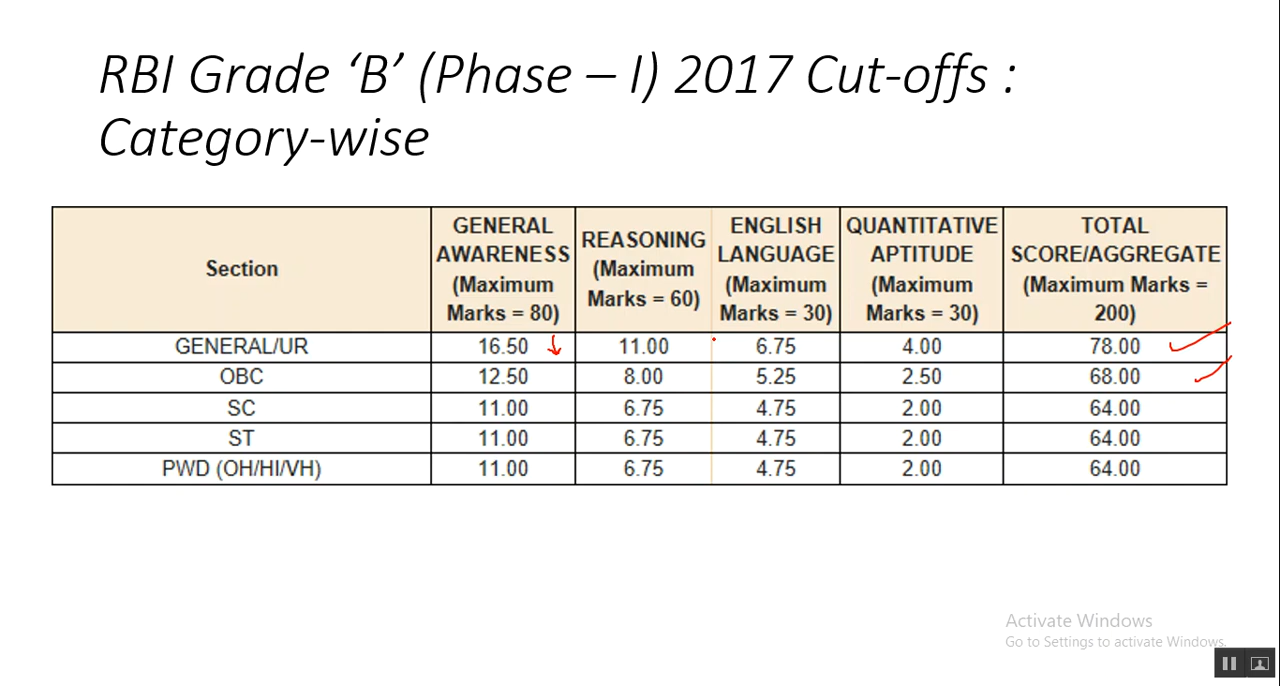 RBI Grade ‘B’ (Phase – I) 2017 Cut-offs :
Category-wise
Section
GENERAL
AWARENESS
(Maximum
Marks = 80)
REASONING
(Maximum
Marks = 60)
ENGLISH
LANGUAGE
(Maximum
Marks = 30)
QUANTITATIVE
APTITUDE
(Maximum
Marks = 30)
TOTAL
SCORE/AGGREGATE
(Maximum Marks =
200)
GENERAL/UR 16.50 11.00 6.75 4.00 78.00
OBC 12.50 8.00 5.25 2.50 68.00
SC 11.00 6.75 4.75 2.00 64.00
ST 11.00 6.75 4.75 2.00 64.00
PWD (OH/HI/VH) 11.00 6.75 4.75 2.00 64.00
Activate Windows
Go to Settings to activate Windows.